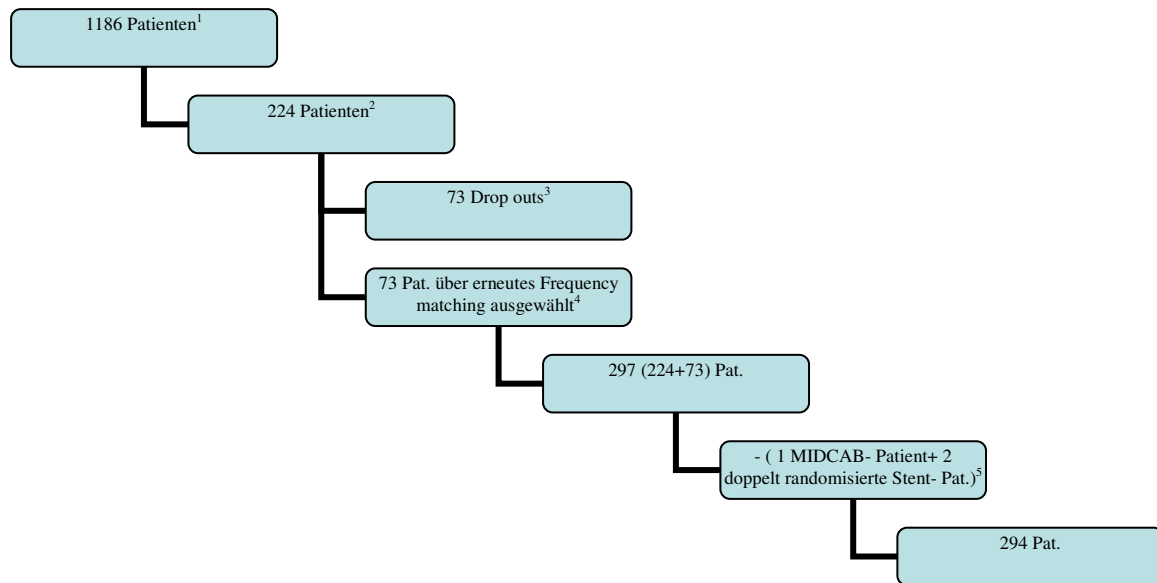 1186 Patienten¹
224 Patienten²
73 Drop outs³
73 Pat. über erneutes Frequency
matching ausgewählt⁴
297 (224+73) Pat.
- ( 1 MIDCAB- Patient+ 2
doppelt randomisierte Stent- Pat.)⁵
294 Pat.